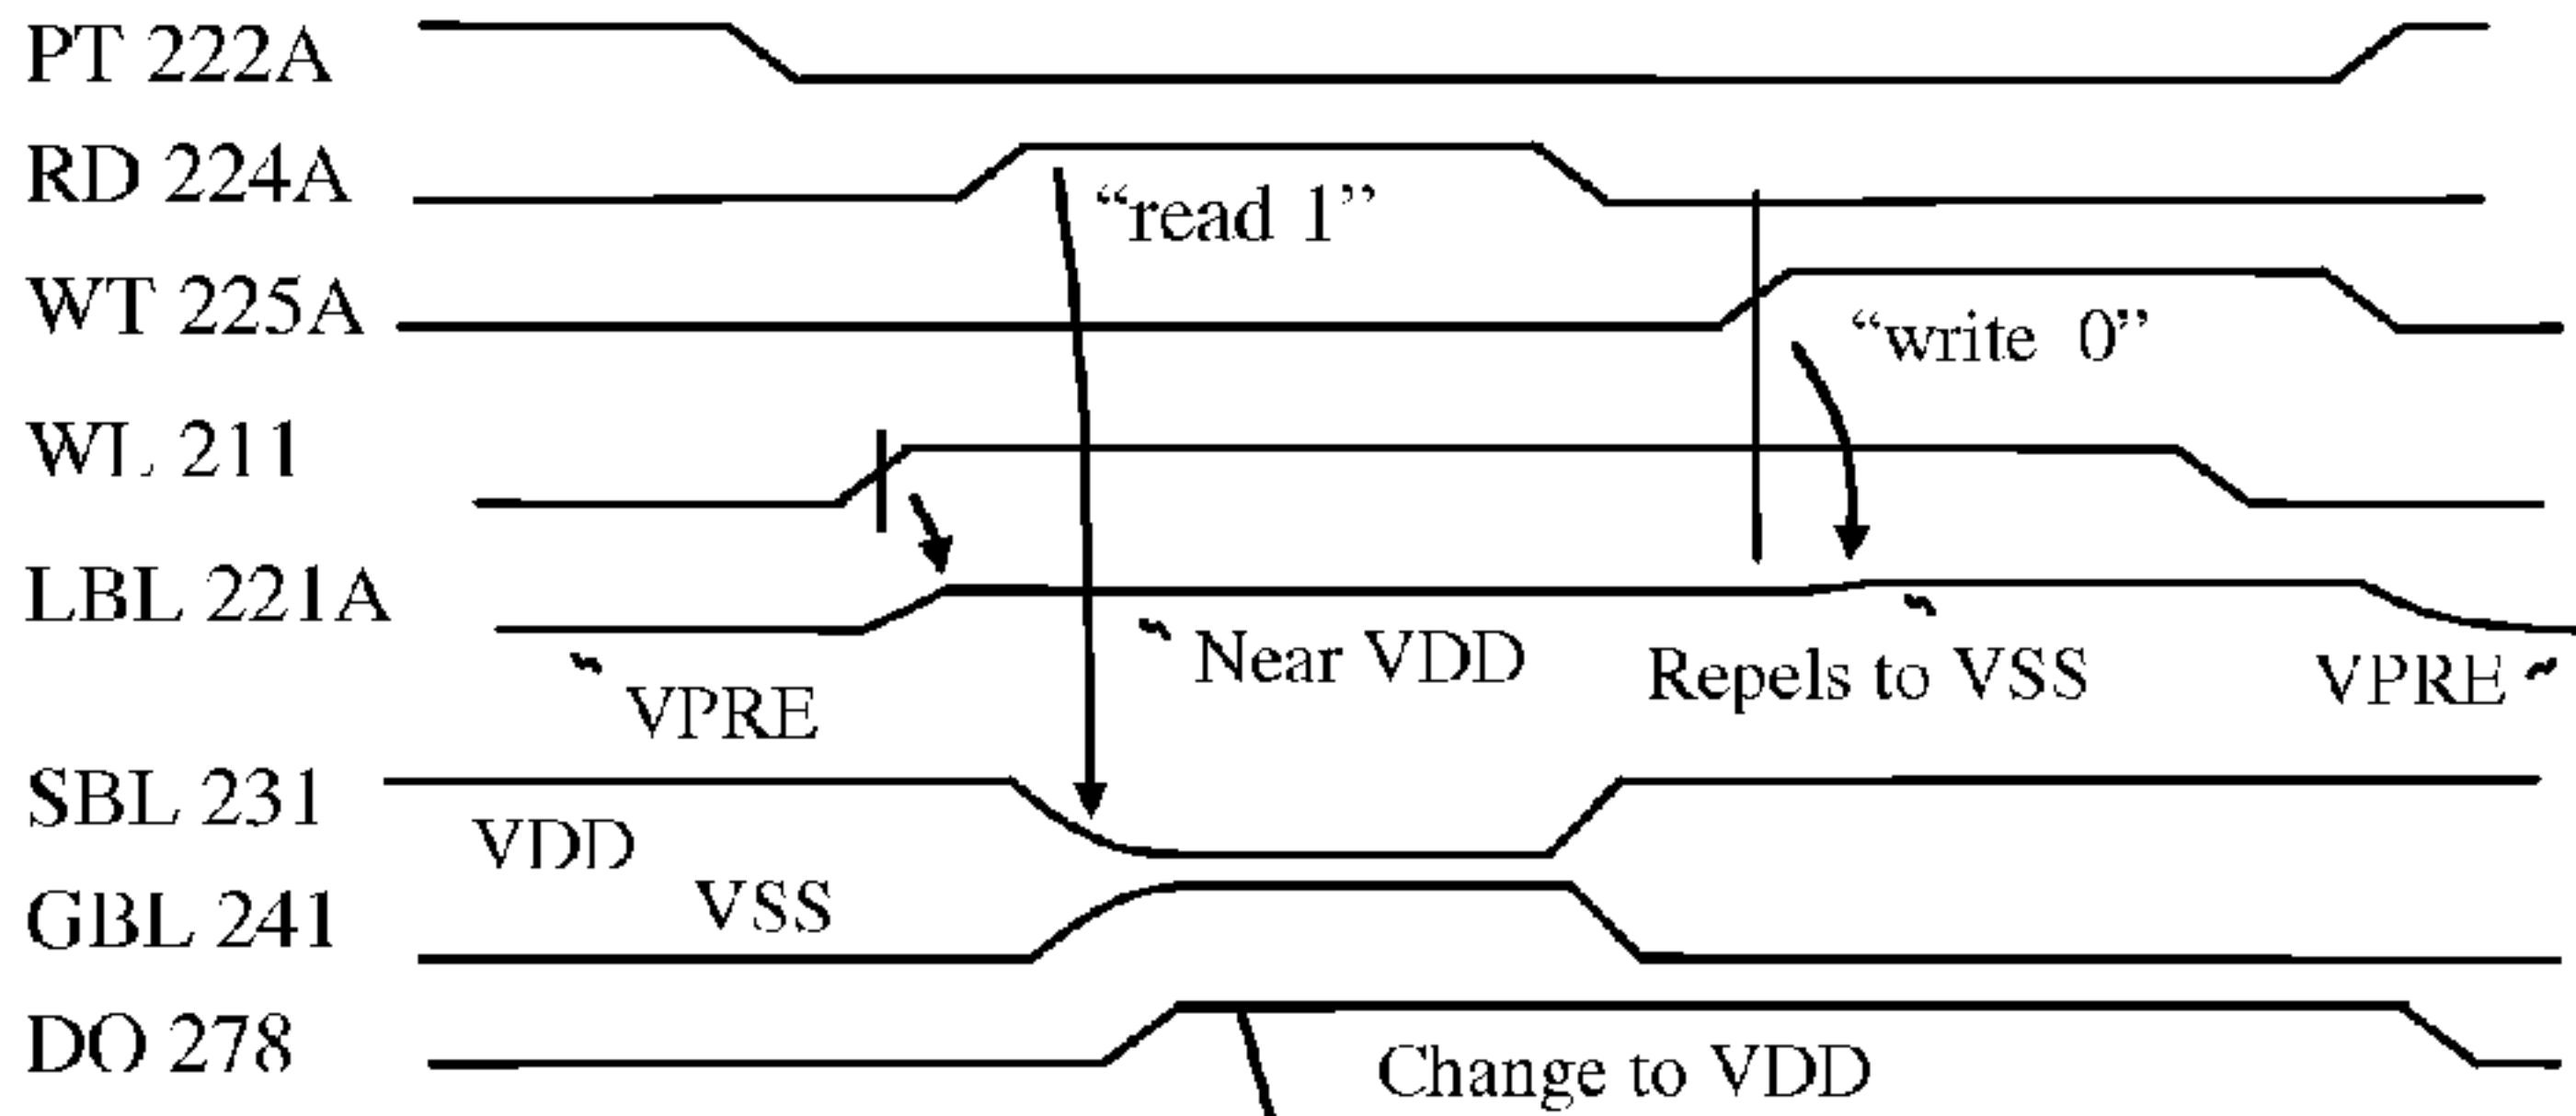 PT 222A
RD 224A
"read 1"
WT 225A
"write 0"
WL 211
LBL 221A
Near VDD
Repels to VSS
VPRE
VPRE
SBL 231
VDD
VSS
GBL 241
DO 278
Change to VDD